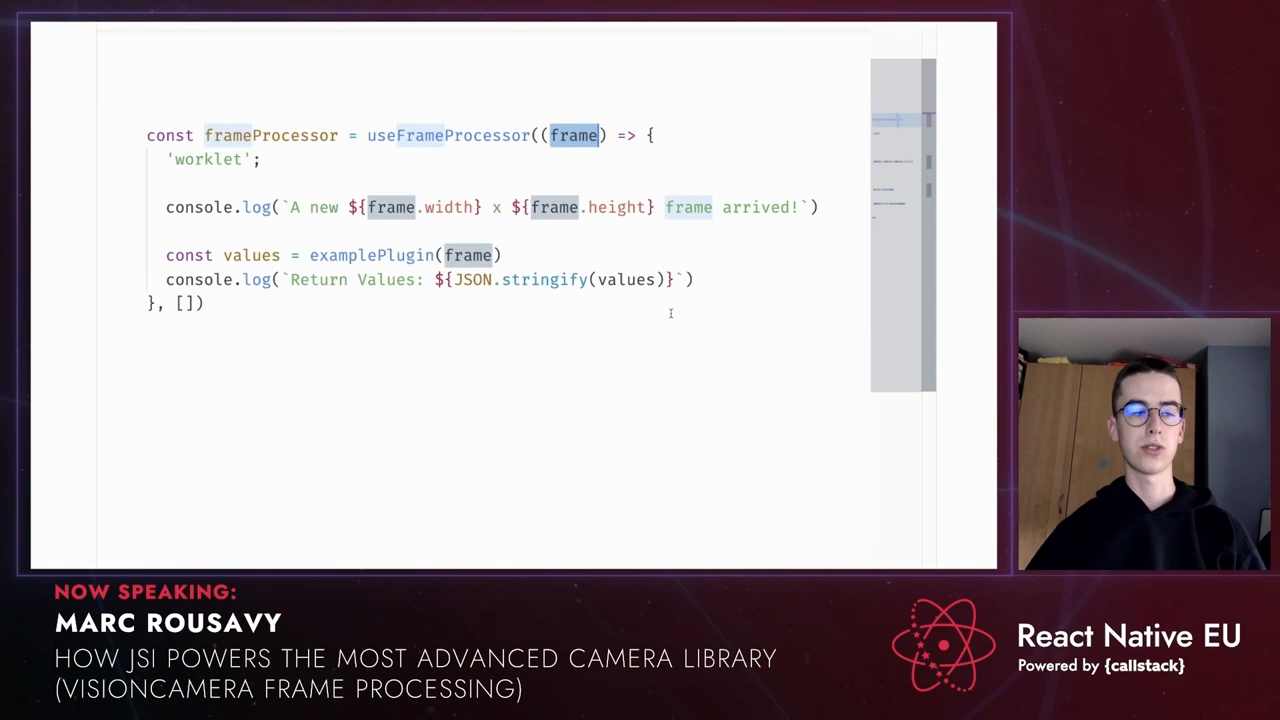 const frameProcessor = useFrameProcessor((frame) => {
'worklet';
console.log(`A new ${frame.width} x ${frame.height} frame arrived!`)
const values = examplePlugin(frame)
console.log(`Return Values: ${JSON.stringify(values)}`)
}, [])
NOW SPEAKING:
MARC ROUSAVY
HOW JSI POWERS THE MOST ADVANCED CAMERA LIBRARY
(VISIONCAMERA FRAME PROCESSING)
React Native EU
Powered by {callstack}